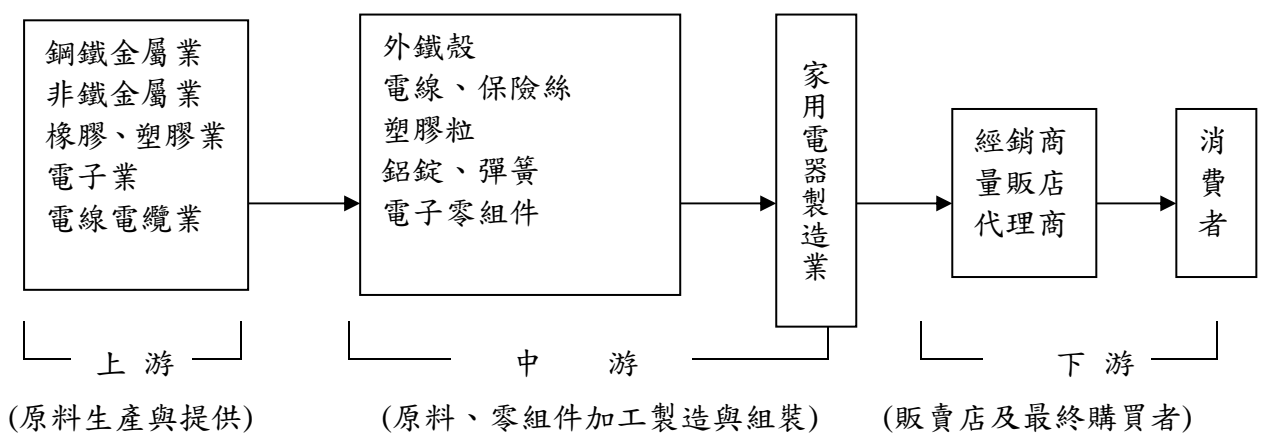 鋼鐵金屬業
非鐵金屬業
橡膠、塑膠業
電子業
電線電纜業
外鐵殼
電線、保險絲
塑膠粒
鋁錠、彈簧
電子零組件
家用電器製造業
經銷商
量販店
代理商
消費者
上 游
中 游
下 游
(原料生產與提供)
(原料、零組件加工製造與組裝)
(販賣店及最終購買者)